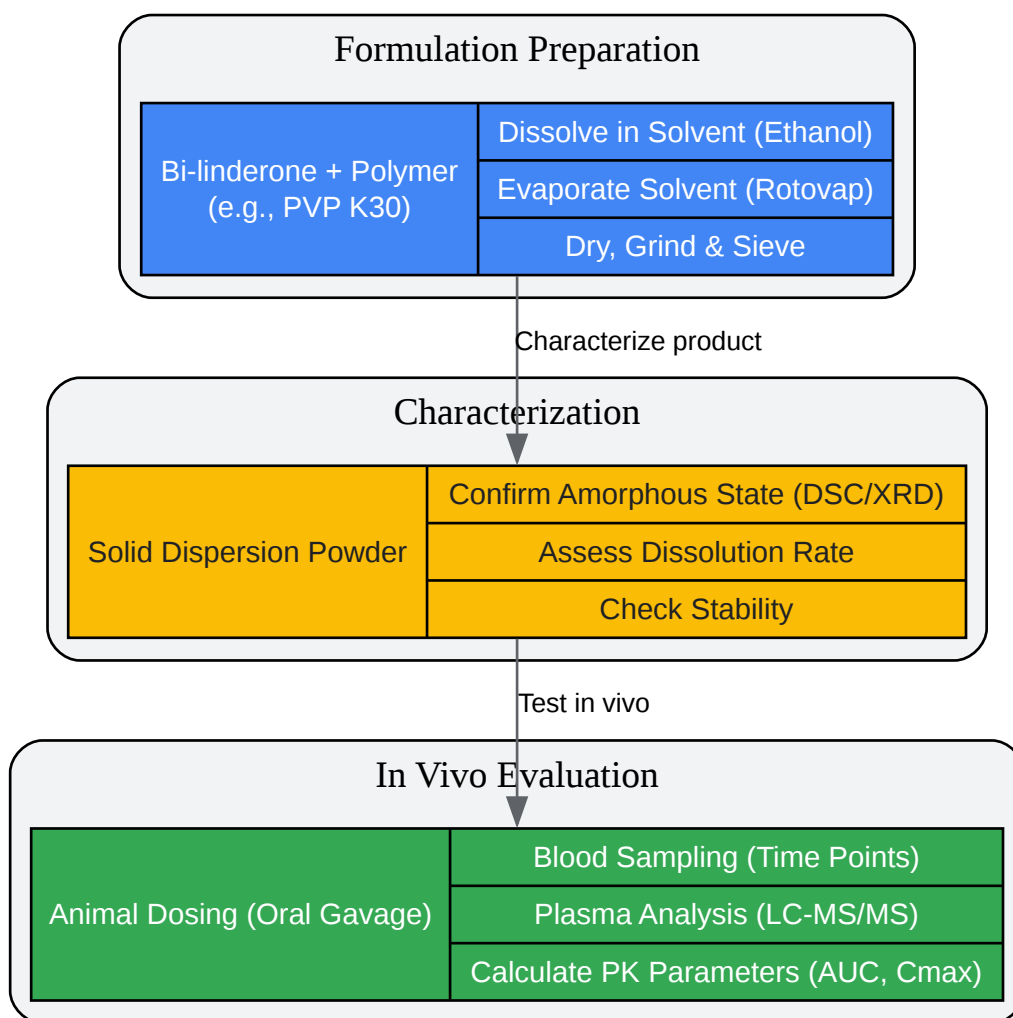 Formulation Preparation
Bi-linderone + Polymer
(e.g., PVP K30)
Dissolve in Solvent (Ethanol)
Evaporate Solvent (Rotovap)
Dry, Grind & Sieve
Characterize product
Characterization
Solid Dispersion Powder
Confirm Amorphous State (DSC/XRD)
Assess Dissolution Rate
Check Stability
Test in vivo
In Vivo Evaluation
Animal Dosing (Oral Gavage)
Blood Sampling (Time Points)
Plasma Analysis (LC-MS/MS)
Calculate PK Parameters (AUC, Cmax)